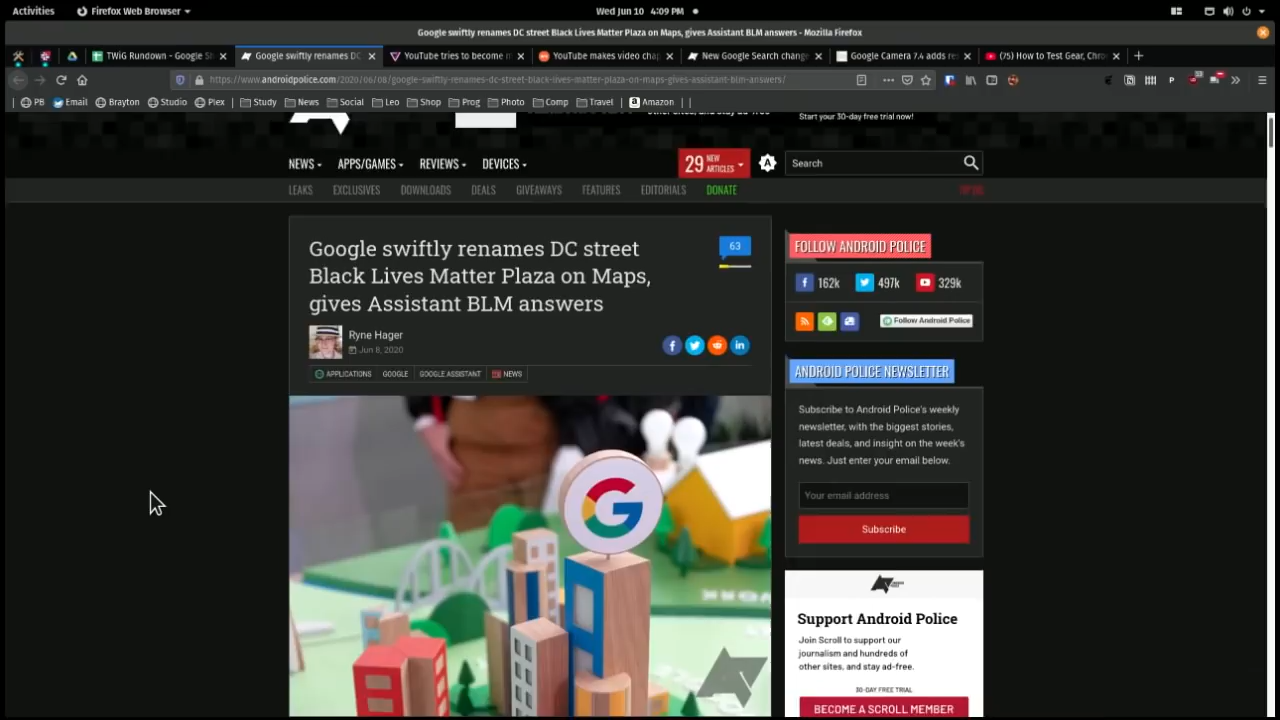 Activities
Firefox Web Browser
Wed Jun 10 4:09 PM
Google swiftly renames DC street Black Lives Matter Plaza on Maps, gives Assistant BLM answers - Mozilla Firefox
TWiG Rundown - Google Sh
Google swiftly renames DC
YouTube tries to become m
YouTube makes video chap
New Google Search change
Google Camera 7.4 adds res
(75) How to Test Gear, Chro
https://www.androidpolice.com/2020/06/08/google-swiftly-renames-dc-street-black-lives-matter-plaza-on-maps-gives-assistant-blm-answers/
PB
Email
Brayton
Studio
Plex
Study
News
Social
Leo
Shop
Prog
Photo
Comp
Travel
Amazon
Start your 30-day free trial now!
NEWS
APPS/GAMES
REVIEWS
DEVICES
29 NEW ARTICLES
Search
LEAKS
EXCLUSIVES
DOWNLOADS
DEALS
GIVEAWAYS
FEATURES
EDITORIALS
DONATE
Google swiftly renames DC street
Black Lives Matter Plaza on Maps,
gives Assistant BLM answers
63
Ryne Hager
Jun 8, 2020
APPLICATIONS
GOOGLE
GOOGLE ASSISTANT
NEWS
FOLLOW ANDROID POLICE
162k
497k
329k
Follow Android Police
ANDROID POLICE NEWSLETTER
Subscribe to Android Police's weekly
newsletter, with the biggest stories,
latest deals, and insight on the week's
news. Just enter your email below.
Your email address
Subscribe
Support Android Police
Join Scroll to support our
journalism and hundreds of
other sites, and stay ad-free.
30-DAY FREE TRIAL
BECOME A SCROLL MEMBER